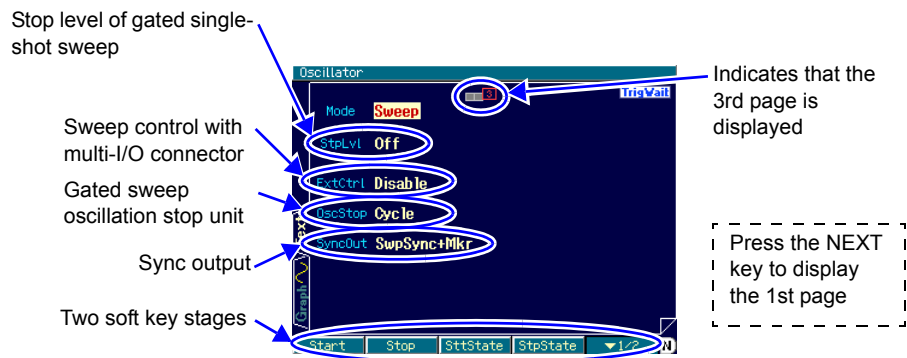 Stop level of gated single-
shot sweep
Sweep control with
multi-I/O connector
Gated sweep
oscillation stop unit
Sync output
Two soft key stages
Oscillator
3
TrigWait
Mode Sweep
StpLvl Off
ExtCtrl Disable
OscStop Cycle
SyncOut SwpSync+Mkr
Text
Graph
Start Stop SttState StpState ▼1/2 N
Indicates that the
3rd page is
displayed
Press the NEXT
key to display
the 1st page